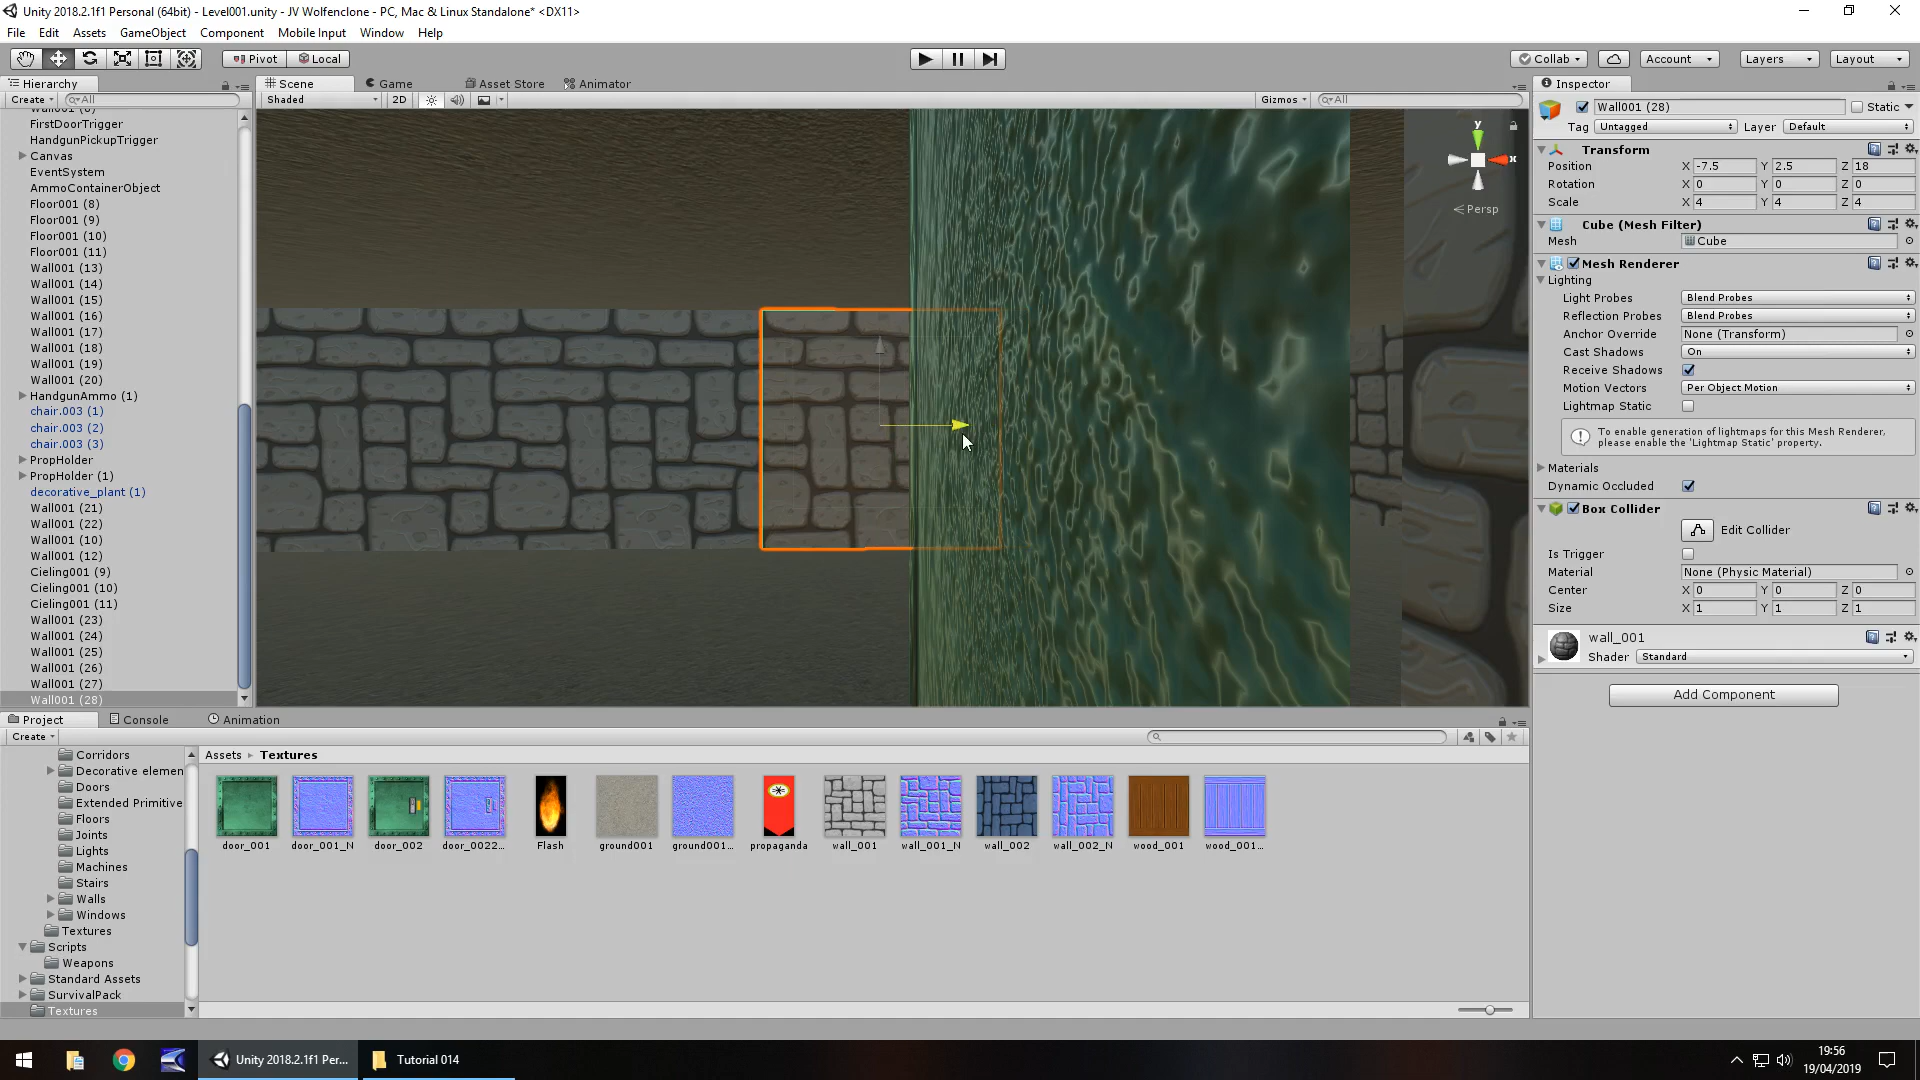 Unity 2018.2.1f1 Personal (64bit) - Level001.unity - JV Wolfenclone - PC, Mac & Linux Standalone* <DX11>
File Edit Assets GameObject Component Mobile Input Window Help
Pivot Local Collab Account Layers Layout
Hierarchy Scene Game Asset Store Animator Inspector
Create All Shaded 2D Gizmos All
Wall001 (28) Static
Tag Untagged Layer Default
FirstDoorTrigger
HandgunPickupTrigger
Canvas
EventSystem
AmmoContainerObject
Floor001 (8)
Floor001 (9)
Floor001 (10)
Floor001 (11)
Wall001 (13)
Wall001 (14)
Wall001 (15)
Wall001 (16)
Wall001 (17)
Wall001 (18)
Wall001 (19)
Wall001 (20)
HandgunAmmo (1)
chair.003 (1)
chair.003 (2)
chair.003 (3)
PropHolder
PropHolder (1)
decorative_plant (1)
Wall001 (21)
Wall001 (22)
Wall001 (10)
Wall001 (12)
Cieling001 (9)
Cieling001 (10)
Cieling001 (11)
Wall001 (23)
Wall001 (24)
Wall001 (25)
Wall001 (26)
Wall001 (27)
Wall001 (28)
y
x
Persp
Transform
Position X -7.5 Y 2.5 Z 18
Rotation X 0 Y 0 Z 0
Scale X 4 Y 4 Z 4
Cube (Mesh Filter)
Mesh Cube
Mesh Renderer
Lighting
Light Probes Blend Probes
Reflection Probes Blend Probes
Anchor Override None (Transform)
Cast Shadows On
Receive Shadows
Motion Vectors Per Object Motion
Lightmap Static
To enable generation of lightmaps for this Mesh Renderer,
please enable the 'Lightmap Static' property.
Materials
Dynamic Occluded
Box Collider
Edit Collider
Is Trigger
Material None (Physic Material)
Center X 0 Y 0 Z 0
Size X 1 Y 1 Z 1
wall_001
Shader Standard
Add Component
Project Console Animation
Create
Corridors
Decorative elemen
Doors
Extended Primitive
Floors
Joints
Lights
Machines
Stairs
Walls
Windows
Textures
Scripts
Weapons
Standard Assets
SurvivalPack
Textures
Assets Textures
door_001 door_001_N door_002 door_0022... Flash ground001 ground001... propaganda wall_001 wall_001_N wall_002 wall_002_N wood_001 wood_001...
Unity 2018.2.1f1 Per... Tutorial 014
19:56
19/04/2019